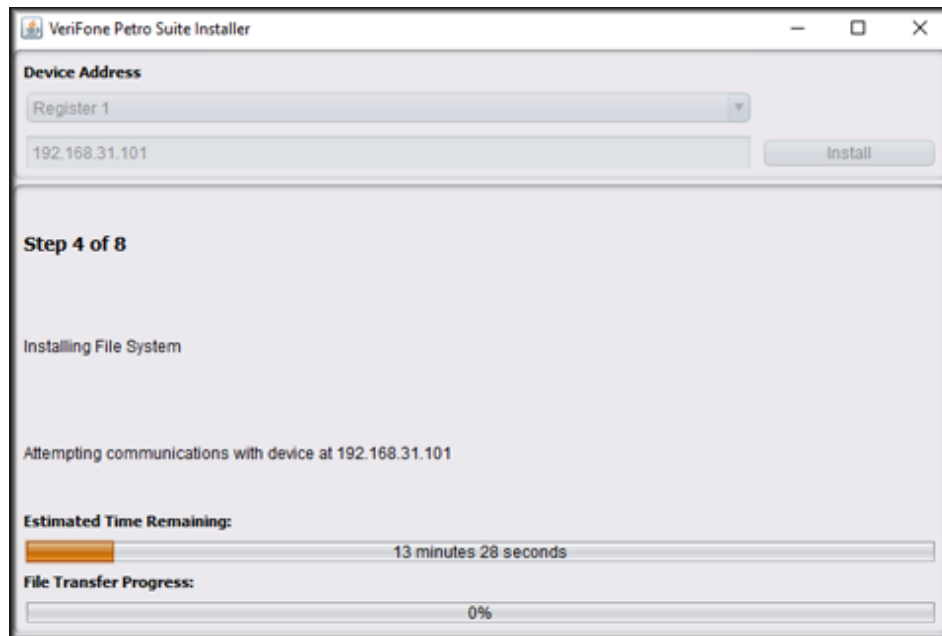 VeriFone Petro Suite Installer
Device Address
Register 1
192.168.31.101
Install
Step 4 of 8
Installing File System
Attempting communications with device at 192.168.31.101
Estimated Time Remaining:
13 minutes 28 seconds
File Transfer Progress:
0%